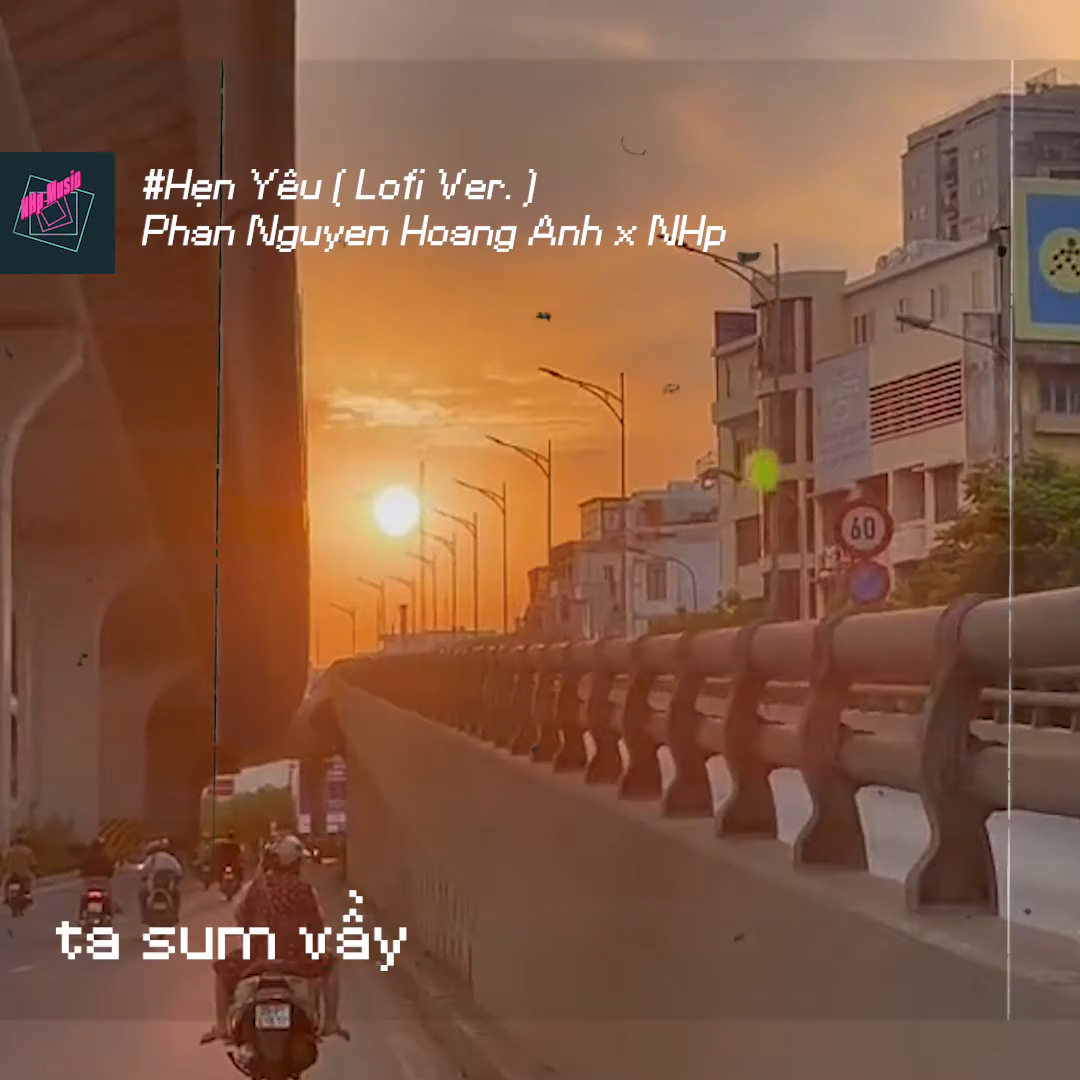 NHp Music
#Hẹn Yêu ( Lofi Ver. )
Phan Nguyen Hoang Anh x NHp
60
ta sum vầy